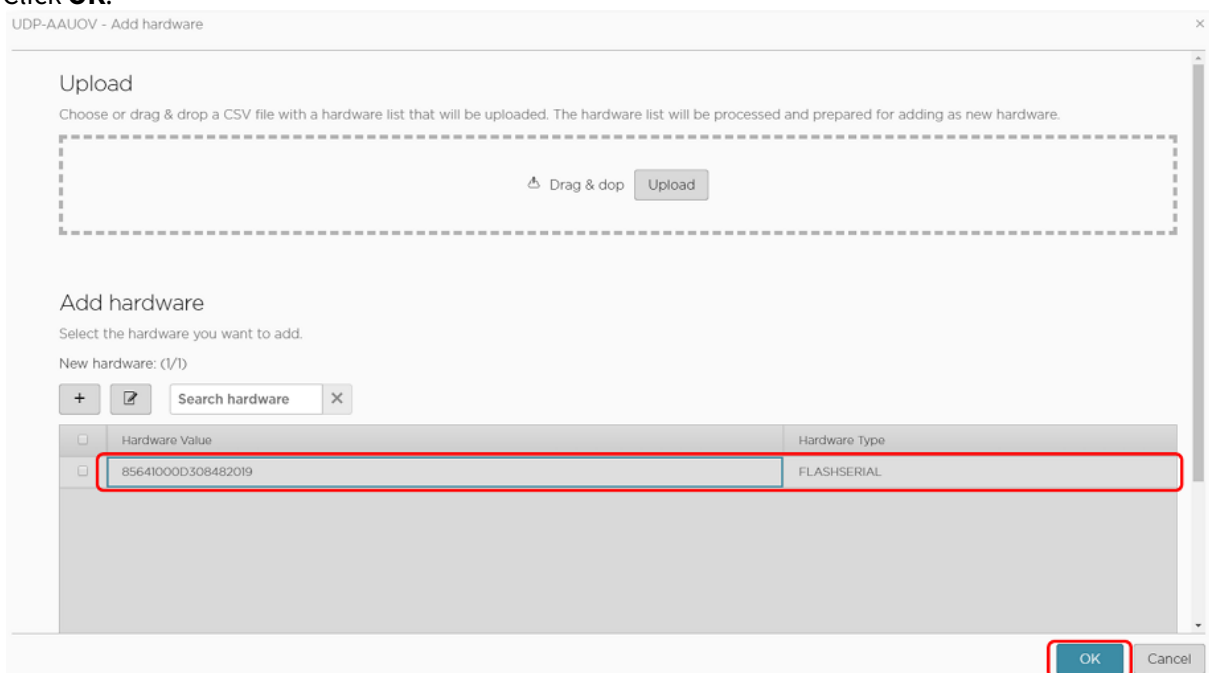 Click OK.
UDP-AAUOV - Add hardware
Upload
Choose or drag & drop a CSV file with a hardware list that will be uploaded. The hardware list will be processed and prepared for adding as new hardware.
Drag & dop Upload
Add hardware
Select the hardware you want to add.
New hardware: (1/1)
+ Search hardware ×
Hardware Value Hardware Type
85641000D308482019 FLASHSERIAL
OK Cancel